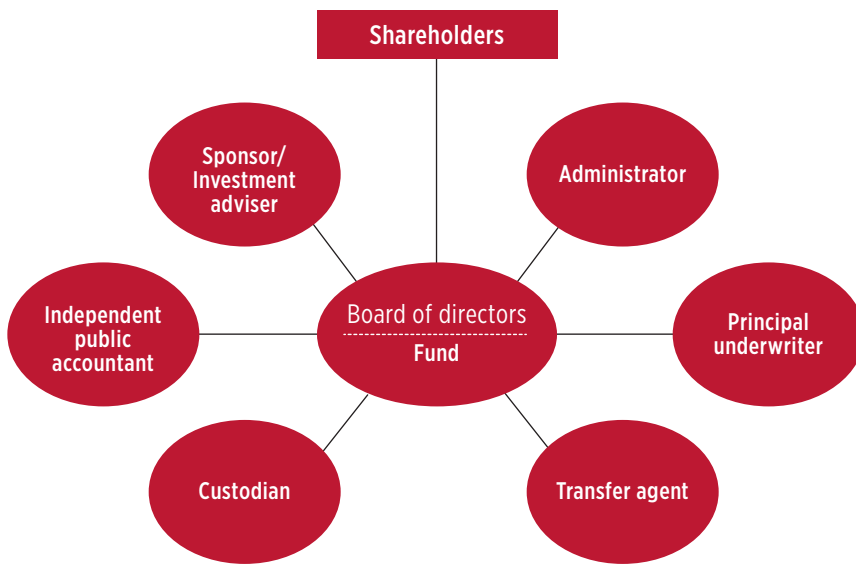 Shareholders
Sponsor/
Investment
adviser
Administrator
Independent
public
accountant
Board of directors
Fund
Principal
underwriter
Custodian
Transfer agent